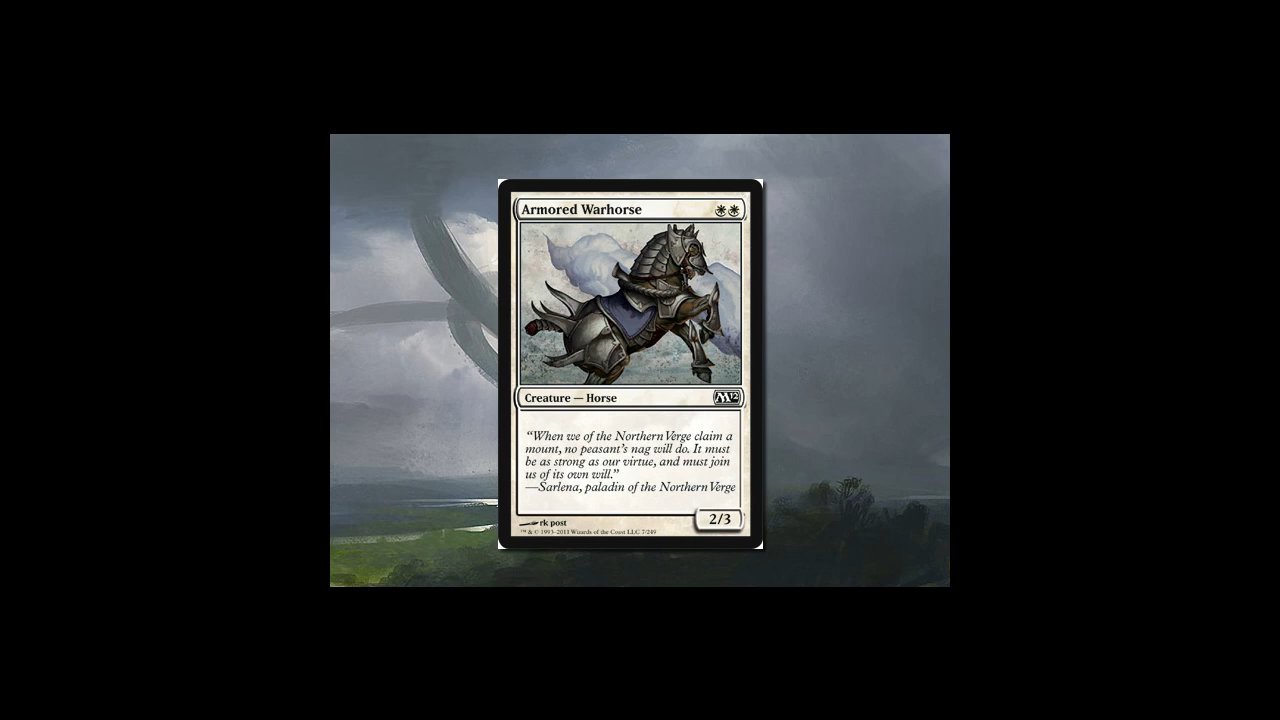 Armored Warhorse
Creature — Horse
M12
“When we of the Northern Verge claim a
mount, no peasant’s nag will do. It must
be as strong as our virtue, and must join
us of its own will.”
—Sarlena, paladin of the Northern Verge
2/3
rk post
™ & © 1993–2011 Wizards of the Coast LLC 7/249